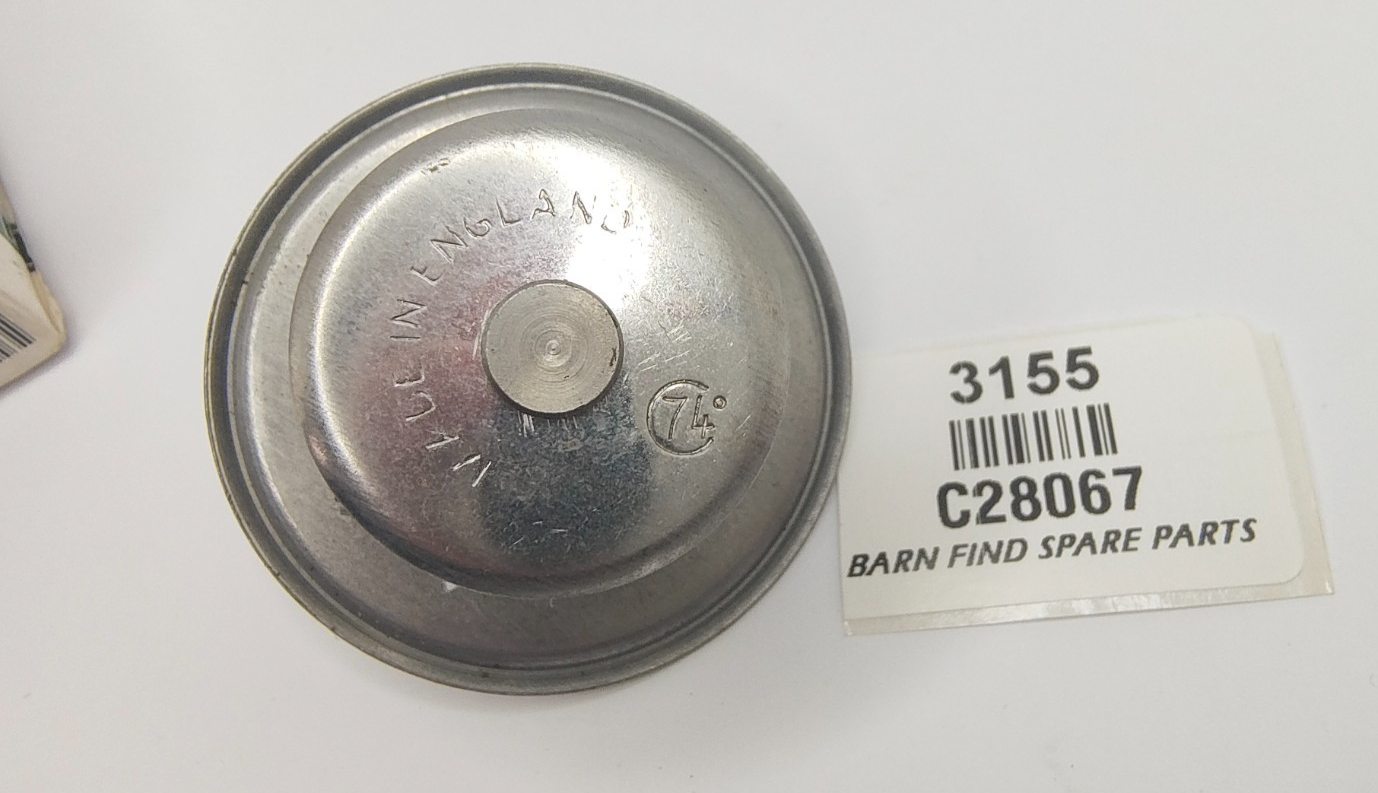 MADE IN ENGLAND
74°
3155
C28067
BARN FIND SPARE PARTS